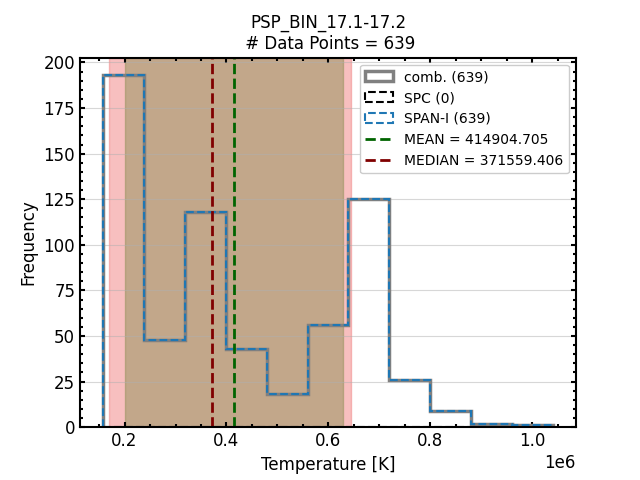 PSP_BIN_17.1-17.2
# Data Points = 639
200
175
150
125
100
75
50
25
0
Frequency
comb. (639)
SPC (0)
SPAN-I (639)
MEAN = 414904.705
MEDIAN = 371559.406
0.2 0.4 0.6 0.8 1.0
Temperature [K]
1e6